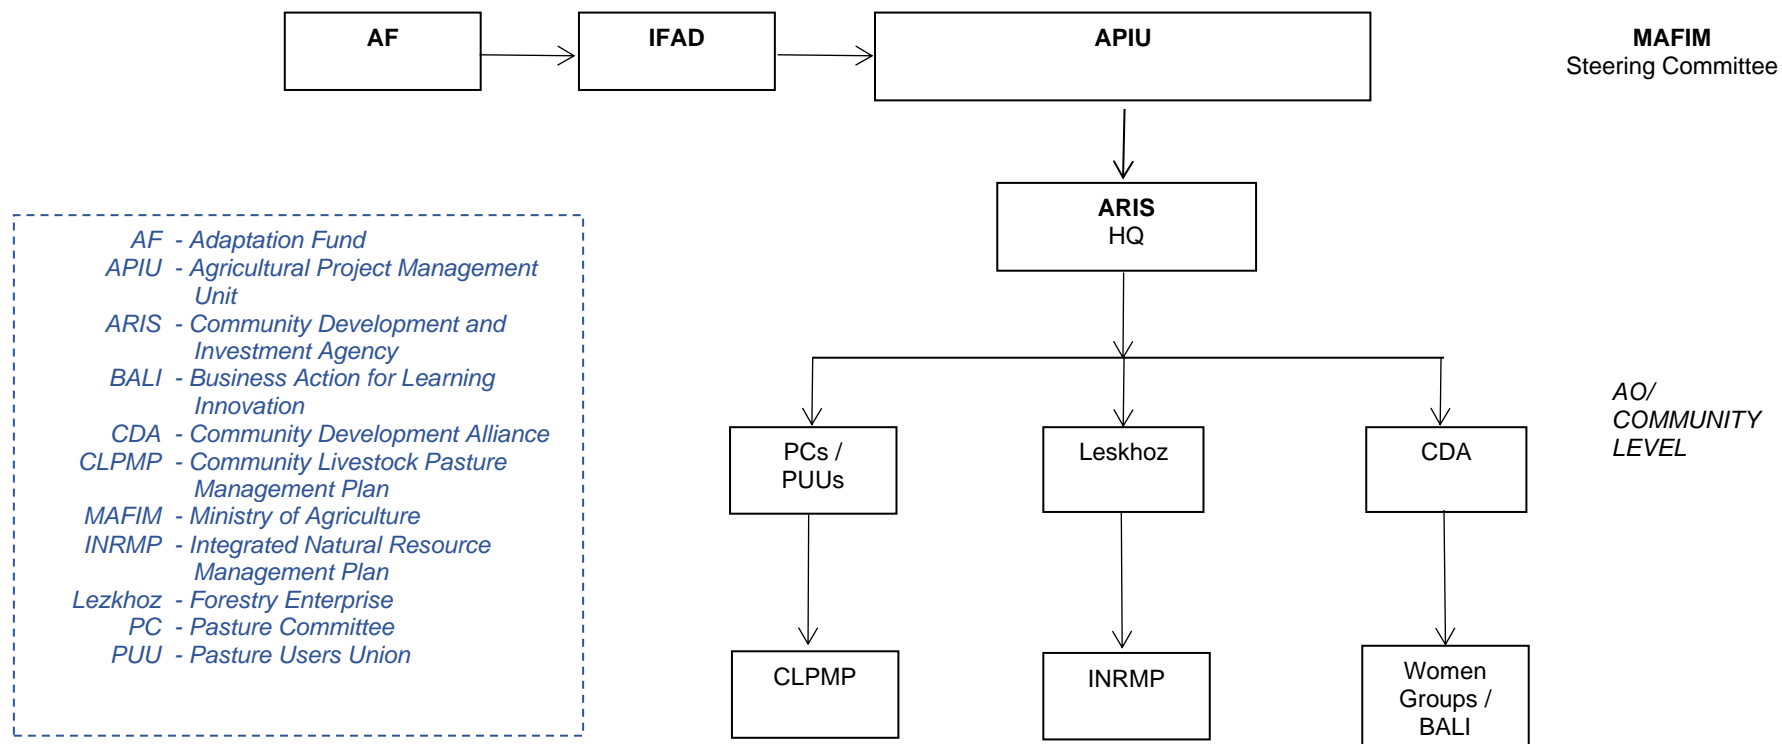 AF
IFAD
APIU
MAFIM
Steering Committee
ARIS
HQ
AF - Adaptation Fund
APIU - Agricultural Project Management
Unit
ARIS - Community Development and
Investment Agency
BALI - Business Action for Learning
Innovation
CDA - Community Development Alliance
CLPMP - Community Livestock Pasture
Management Plan
MAFIM - Ministry of Agriculture
INRMP - Integrated Natural Resource
Management Plan
Lezkhoz - Forestry Enterprise
PC - Pasture Committee
PUU - Pasture Users Union
AO/
COMMUNITY
LEVEL
PCs /
PUUs
Leskhoz
CDA
CLPMP
INRMP
Women
Groups /
BALI